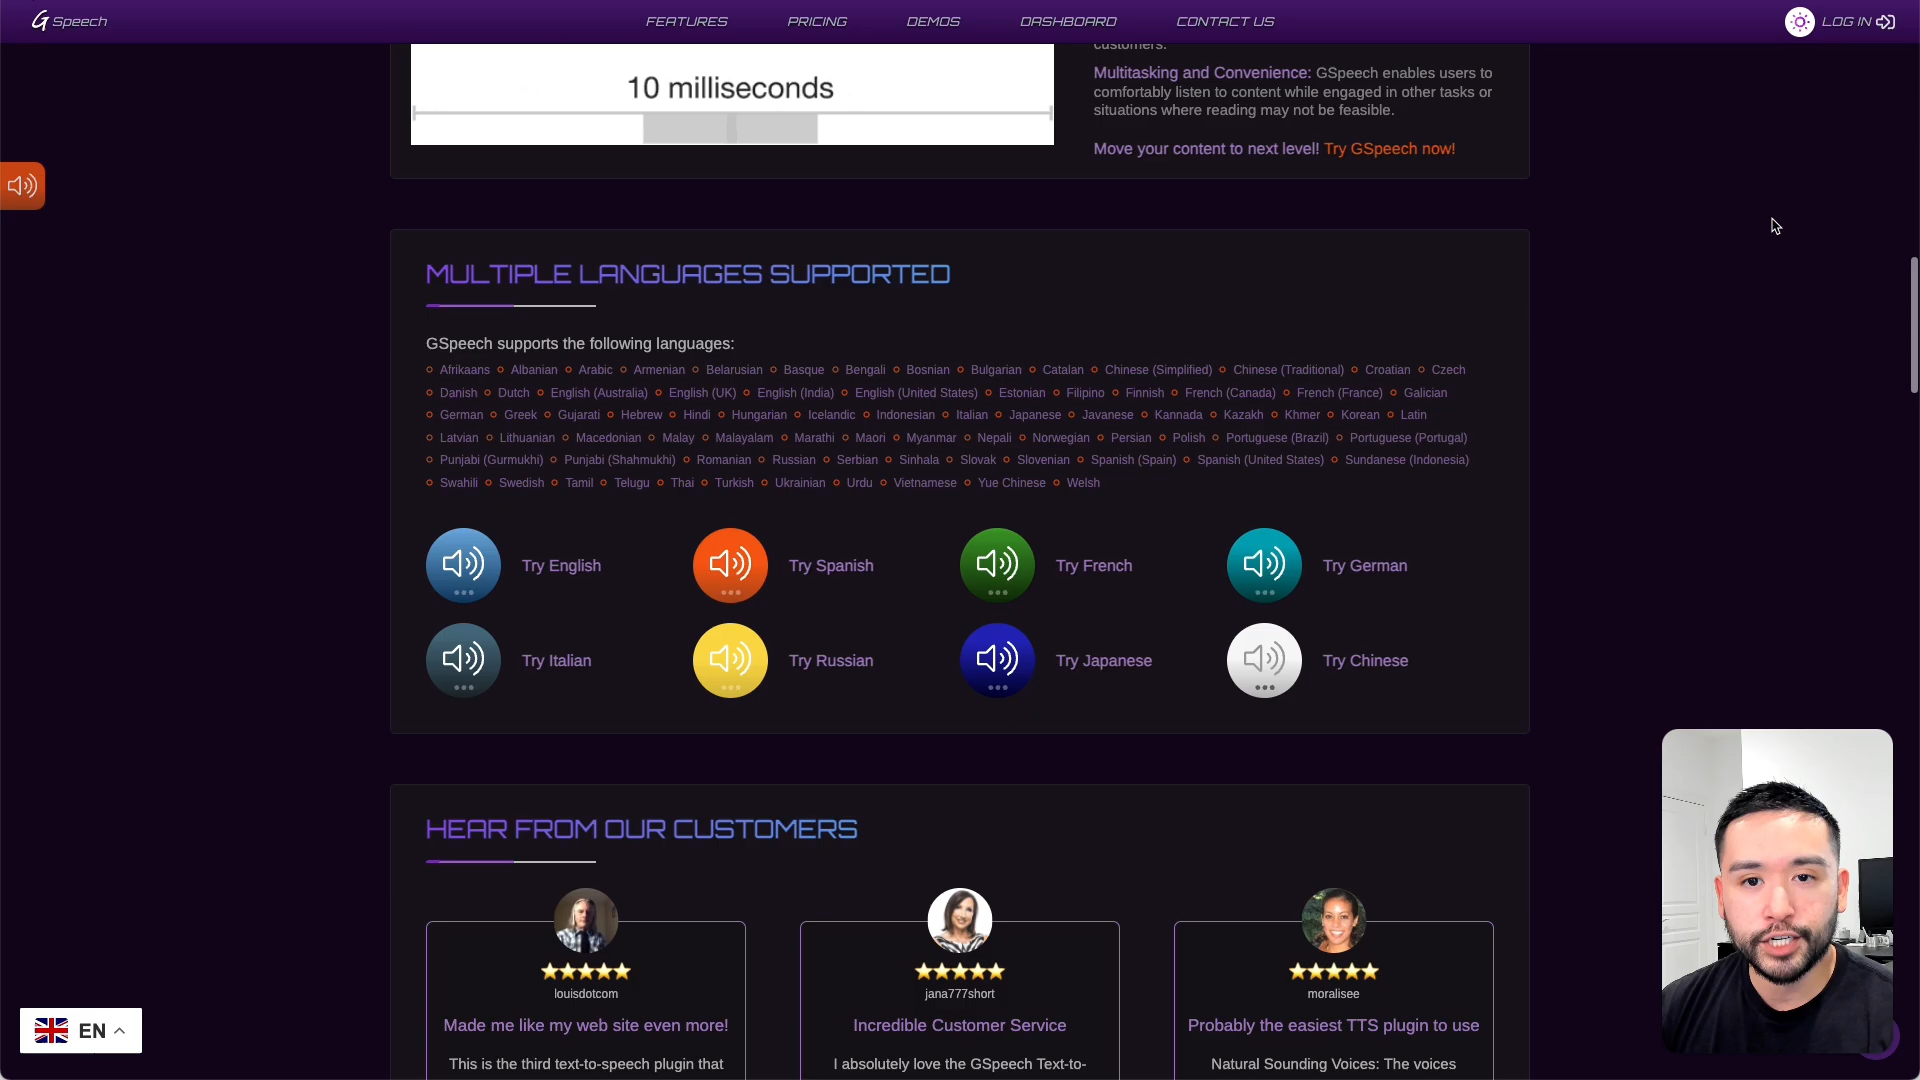 G Speech
FEATURES
PRICING
DEMOS
DASHBOARD
CONTACT US
LOG IN
10 milliseconds
customers.
Multitasking and Convenience: GSpeech enables users to
comfortably listen to content while engaged in other tasks or
situations where reading may not be feasible.
Move your content to next level! Try GSpeech now!
MULTIPLE LANGUAGES SUPPORTED
GSpeech supports the following languages:
Afrikaans Albanian Arabic Armenian Belarusian Basque Bengali Bosnian Bulgarian Catalan Chinese (Simplified) Chinese (Traditional) Croatian Czech
Danish Dutch English (Australia) English (UK) English (India) English (United States) Estonian Filipino Finnish French (Canada) French (France) Galician
German Greek Gujarati Hebrew Hindi Hungarian Icelandic Indonesian Italian Japanese Javanese Kannada Kazakh Khmer Korean Latin
Latvian Lithuanian Macedonian Malay Malayalam Marathi Maori Myanmar Nepali Norwegian Persian Polish Portuguese (Brazil) Portuguese (Portugal)
Punjabi (Gurmukhi) Punjabi (Shahmukhi) Romanian Russian Serbian Sinhala Slovak Slovenian Spanish (Spain) Spanish (United States) Sundanese (Indonesia)
Swahili Swedish Tamil Telugu Thai Turkish Ukrainian Urdu Vietnamese Yue Chinese Welsh
Try English
Try Spanish
Try French
Try German
Try Italian
Try Russian
Try Japanese
Try Chinese
HEAR FROM OUR CUSTOMERS
louisdotcom
Made me like my web site even more!
This is the third text-to-speech plugin that
jana777short
Incredible Customer Service
I absolutely love the GSpeech Text-to-
moralisee
Probably the easiest TTS plugin to use
Natural Sounding Voices: The voices
EN